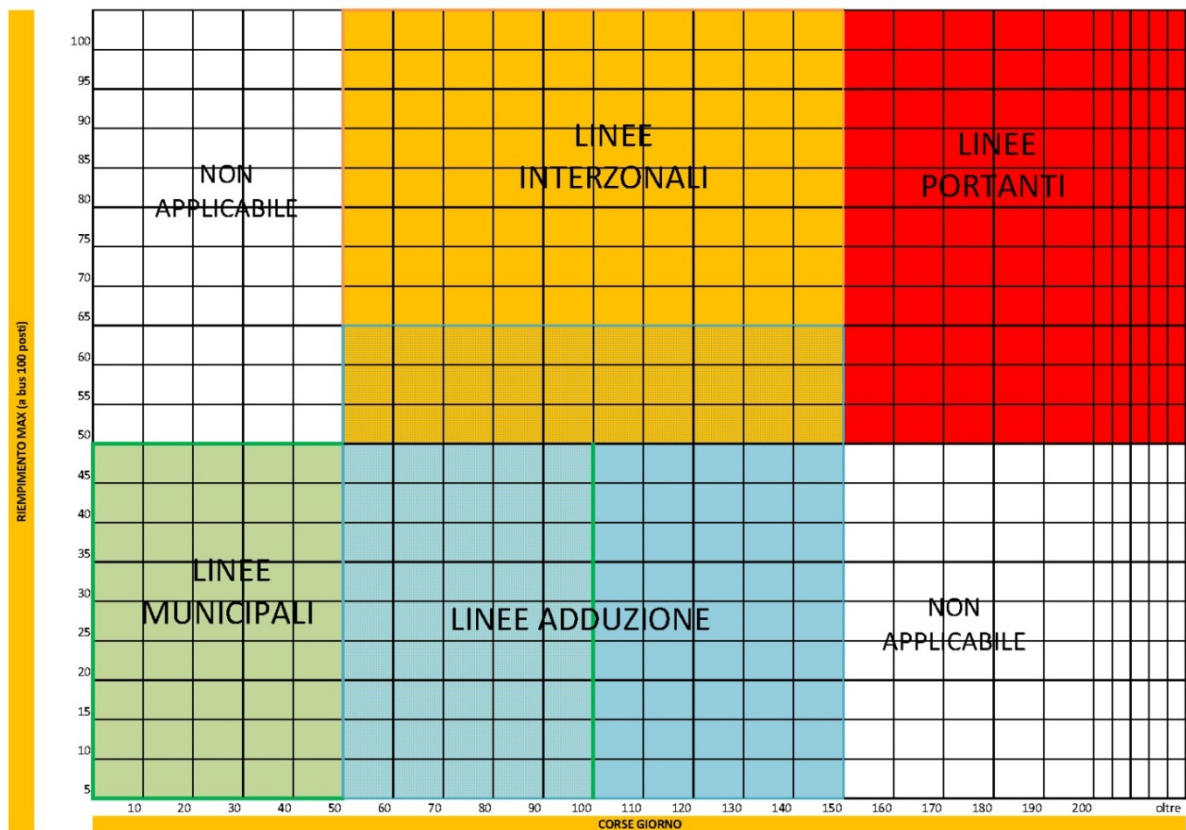 RIEMPIMENTO MAX (a bus 100 posti)
100
95
90
85
80
75
70
65
60
55
50
45
40
35
30
25
20
15
10
5
NON
APPLICABILE
LINEE
INTERZONALI
LINEE
PORTANTI
LINEE
MUNICIPALI
LINEE ADDUZIONE
NON
APPLICABILE
10 20 30 40 50 60 70 80 90 100 110 120 130 140 150 160 170 180 190 200 oltre
CORSE GIORNO